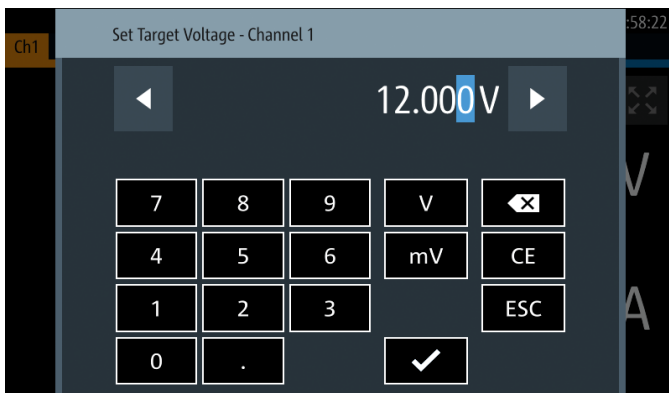 Ch1
Set Target Voltage - Channel 1
:58:22
12.000 V
V
7 8 9 V
4 5 6 mV CE
1 2 3 ESC
A
0 .